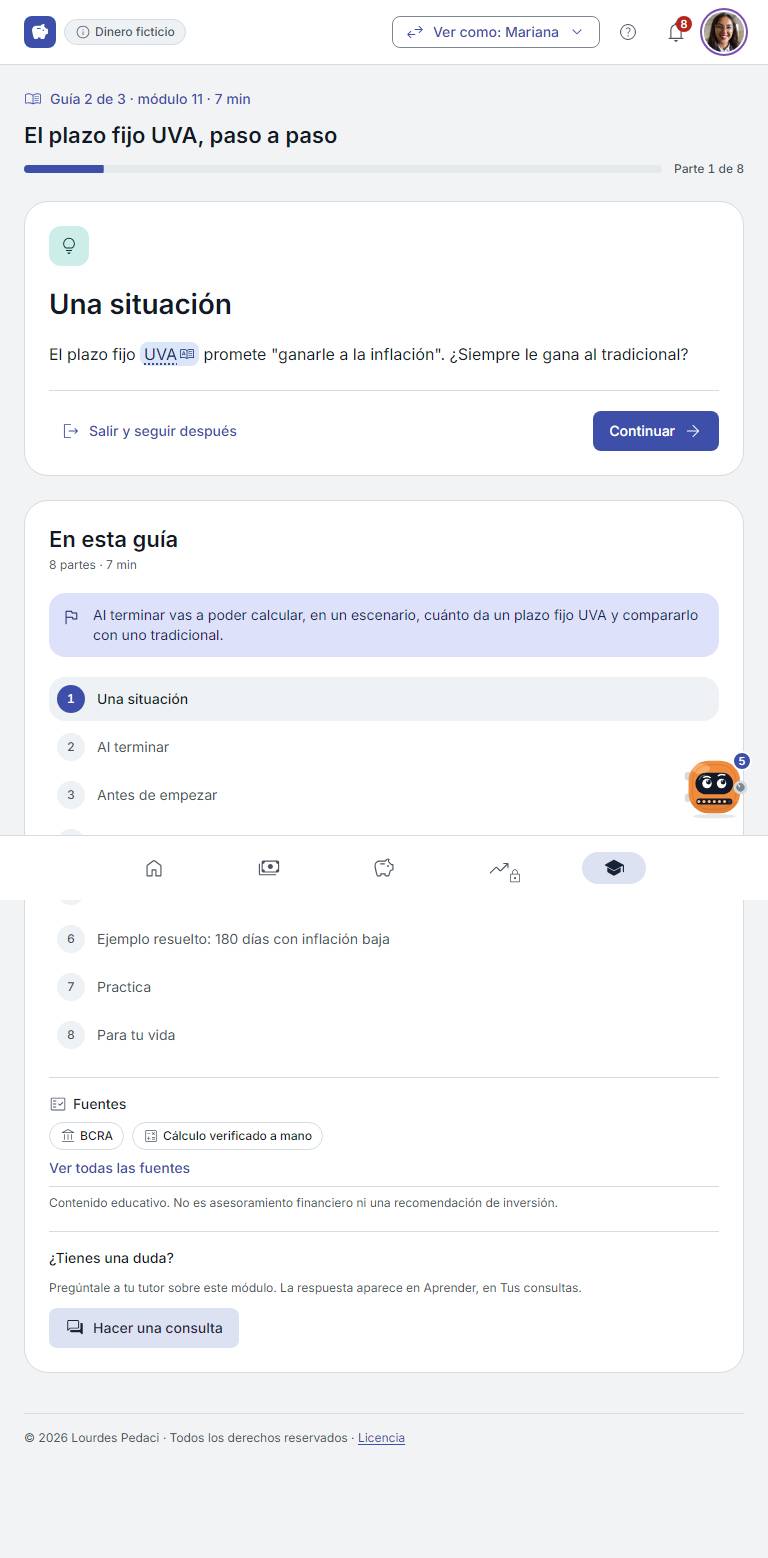 Dinero ficticio
Ver como: Mariana
8
Guía 2 de 3 · módulo 11 · 7 min
El plazo fijo UVA, paso a paso
Parte 1 de 8
Una situación
El plazo fijo UVA promete "ganarle a la inflación". ¿Siempre le gana al tradicional?
Salir y seguir después
Continuar
En esta guía
8 partes · 7 min
Al terminar vas a poder calcular, en un escenario, cuánto da un plazo fijo UVA y compararlo
con uno tradicional.
1 Una situación
2 Al terminar
5
3 Antes de empezar
6 Ejemplo resuelto: 180 días con inflación baja
7 Practica
8 Para tu vida
Fuentes
BCRA
Cálculo verificado a mano
Ver todas las fuentes
Contenido educativo. No es asesoramiento financiero ni una recomendación de inversión.
¿Tienes una duda?
Pregúntale a tu tutor sobre este módulo. La respuesta aparece en Aprender, en Tus consultas.
Hacer una consulta
© 2026 Lourdes Pedaci · Todos los derechos reservados · Licencia